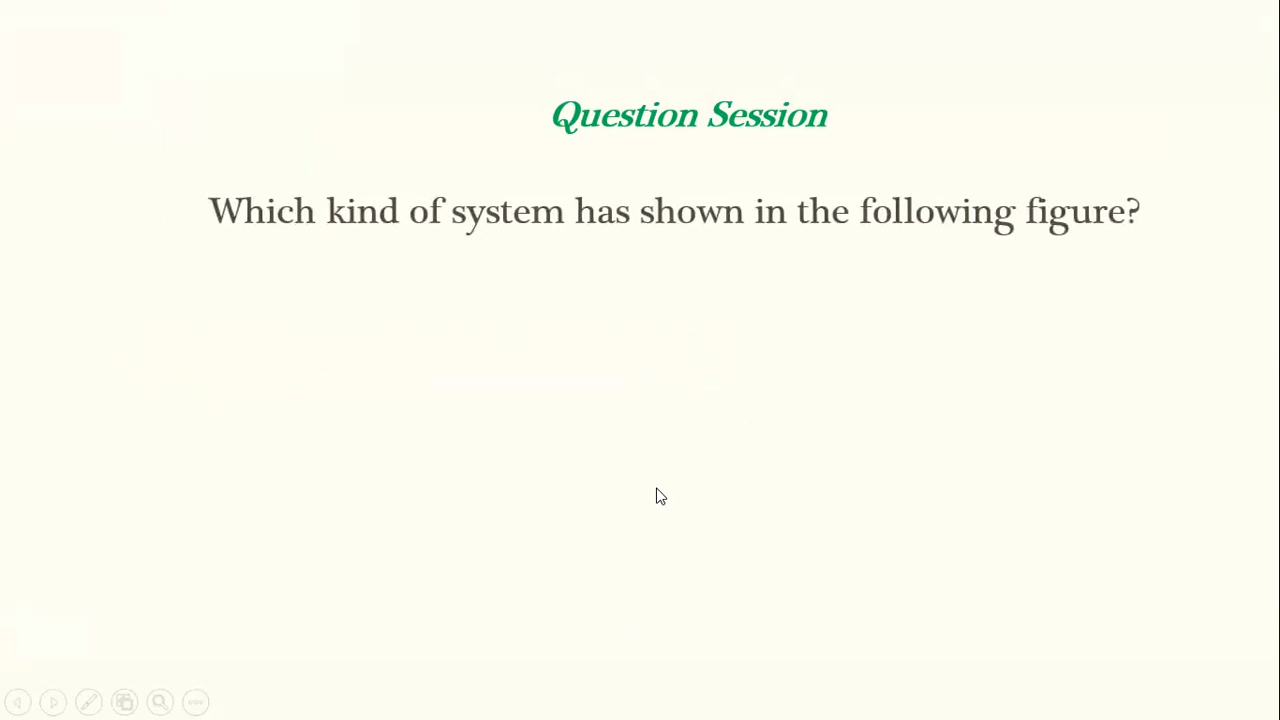 Question Session
Which kind of system has shown in the following figure?